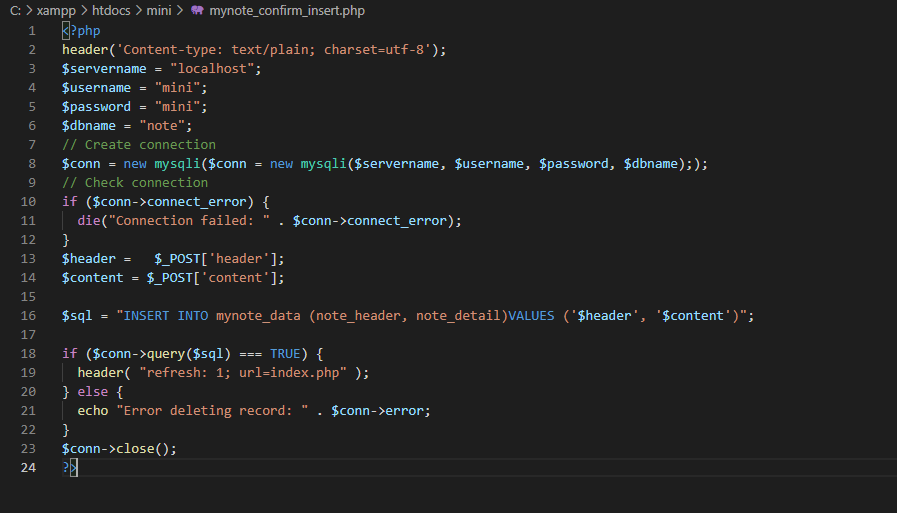 C: > xampp > htdocs > mini > mynote_confirm_insert.php
1 <?php
2 header('Content-type: text/plain; charset=utf-8');
3 $servername = "localhost";
4 $username = "mini";
5 $password = "mini";
6 $dbname = "note";
7 // Create connection
8 $conn = new mysqli($conn = new mysqli($servername, $username, $password, $dbname););
9 // Check connection
10 if ($conn->connect_error) {
11   die("Connection failed: " . $conn->connect_error);
12 }
13 $header =   $_POST['header'];
14 $content = $_POST['content'];
15
16 $sql = "INSERT INTO mynote_data (note_header, note_detail)VALUES ('$header', '$content')";
17
18 if ($conn->query($sql) === TRUE) {
19   header( "refresh: 1; url=index.php" );
20 } else {
21   echo "Error deleting record: " . $conn->error;
22 }
23 $conn->close();
24 ?>